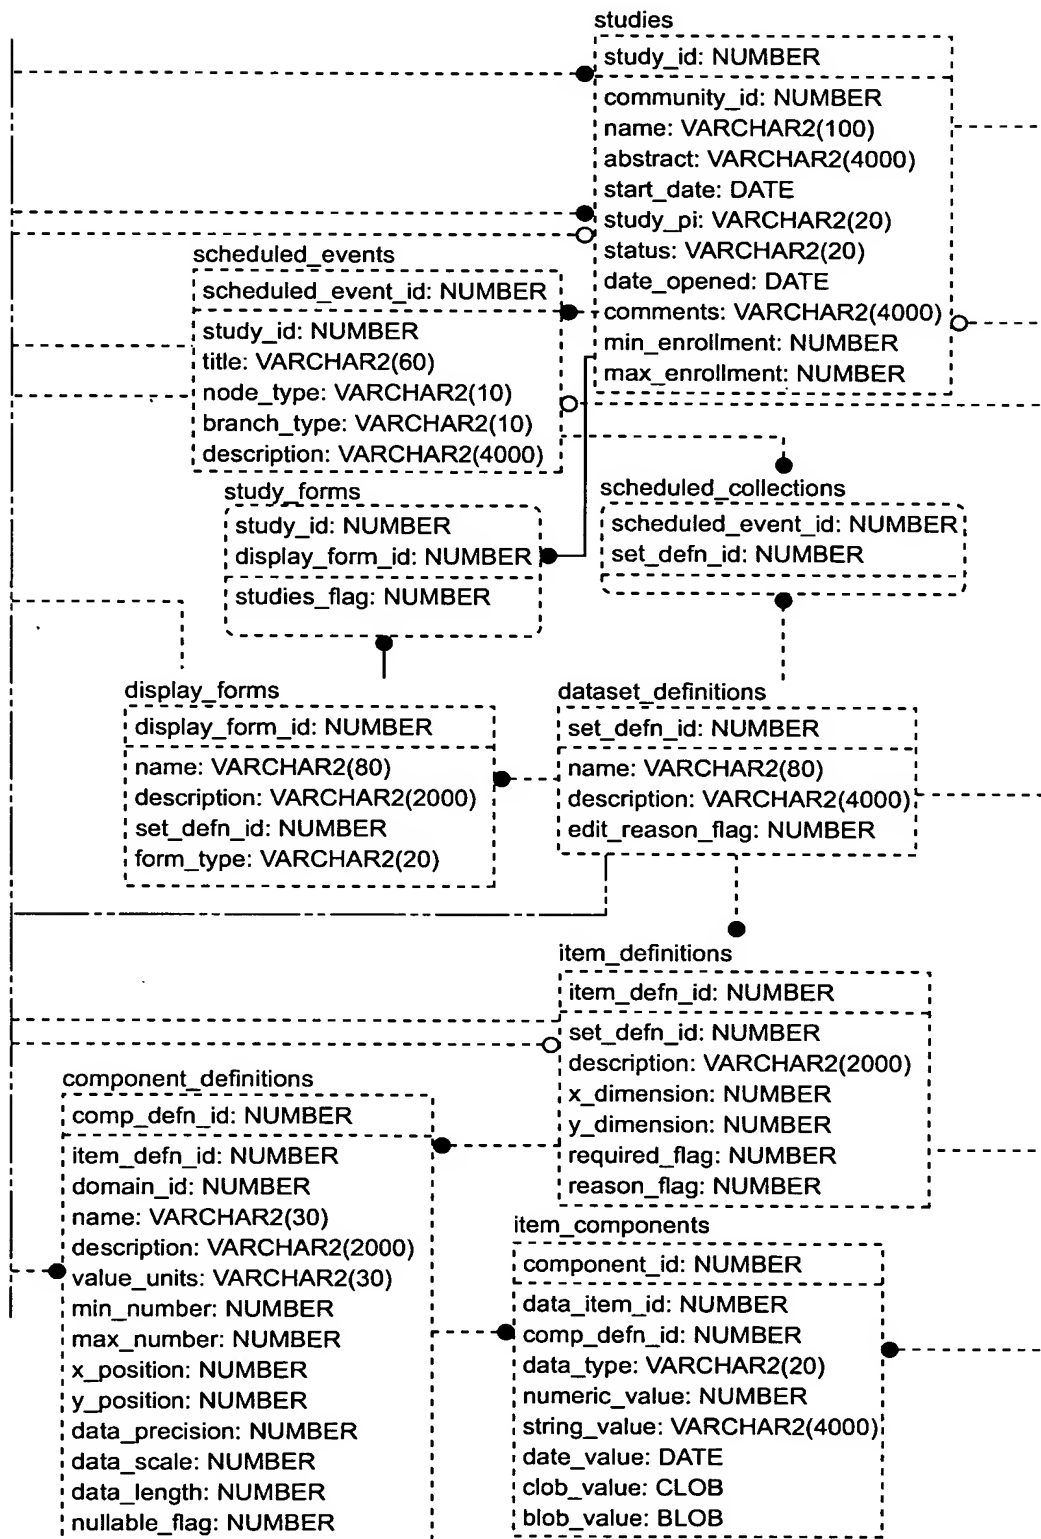 studies
study_id: NUMBER
community_id: NUMBER
name: VARCHAR2(100)
abstract: VARCHAR2(4000)
start_date: DATE
study_pi: VARCHAR2(20)
status: VARCHAR2(20)
date_opened: DATE
comments: VARCHAR2(4000)
min_enrollment: NUMBER
max_enrollment: NUMBER
scheduled_events
scheduled_event_id: NUMBER
study_id: NUMBER
title: VARCHAR2(60)
node_type: VARCHAR2(10)
branch_type: VARCHAR2(10)
description: VARCHAR2(4000)
study_forms
study_id: NUMBER
display_form_id: NUMBER
studies_flag: NUMBER
scheduled_collections
scheduled_event_id: NUMBER
set_defn_id: NUMBER
display_forms
display_form_id: NUMBER
name: VARCHAR2(80)
description: VARCHAR2(2000)
set_defn_id: NUMBER
form_type: VARCHAR2(20)
dataset_definitions
set_defn_id: NUMBER
name: VARCHAR2(80)
description: VARCHAR2(4000)
edit_reason_flag: NUMBER
item_definitions
item_defn_id: NUMBER
set_defn_id: NUMBER
description: VARCHAR2(2000)
x_dimension: NUMBER
y_dimension: NUMBER
required_flag: NUMBER
reason_flag: NUMBER
component_definitions
comp_defn_id: NUMBER
item_defn_id: NUMBER
domain_id: NUMBER
name: VARCHAR2(30)
description: VARCHAR2(2000)
value_units: VARCHAR2(30)
min_number: NUMBER
max_number: NUMBER
x_position: NUMBER
y_position: NUMBER
data_precision: NUMBER
data_scale: NUMBER
data_length: NUMBER
nullable_flag: NUMBER
item_components
component_id: NUMBER
data_item_id: NUMBER
comp_defn_id: NUMBER
data_type: VARCHAR2(20)
numeric_value: NUMBER
string_value: VARCHAR2(4000)
date_value: DATE
clob_value: CLOB
blob_value: BLOB